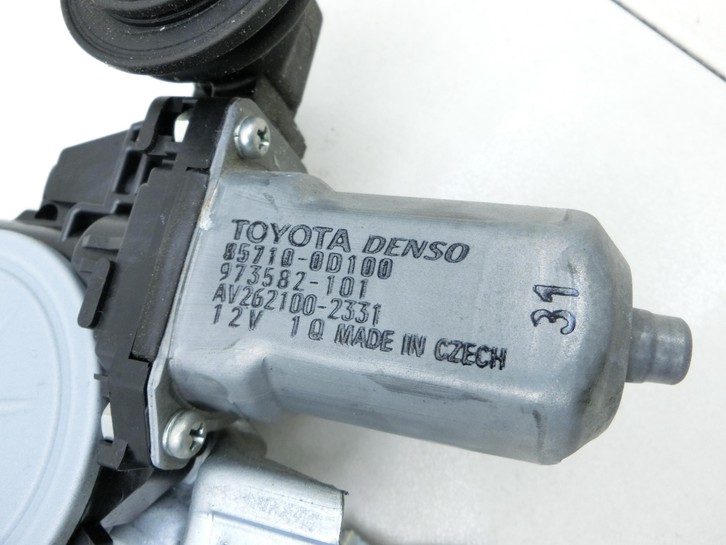 TOYOTA DENSO
85710-0D100
973582-101
AV262100-2331
12V 1Q MADE IN CZECH
31